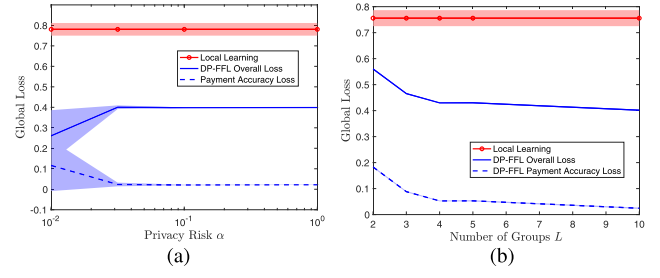 0.8
0.7
0.6
0.5
0.4
0.3
0.2
0.1
0
-0.1
Global Loss
Local Learning
DP-FFL Overall Loss
Payment Accuracy Loss
10-2
10-1
100
Privacy Risk α
(a)
0.8
0.7
0.6
0.5
0.4
0.3
0.2
0.1
0
Global Loss
Local Learning
DP-FFL Overall Loss
DP-FFL Payment Accuracy Loss
2 3 4 5 6 7 8 9 10
Number of Groups L
(b)